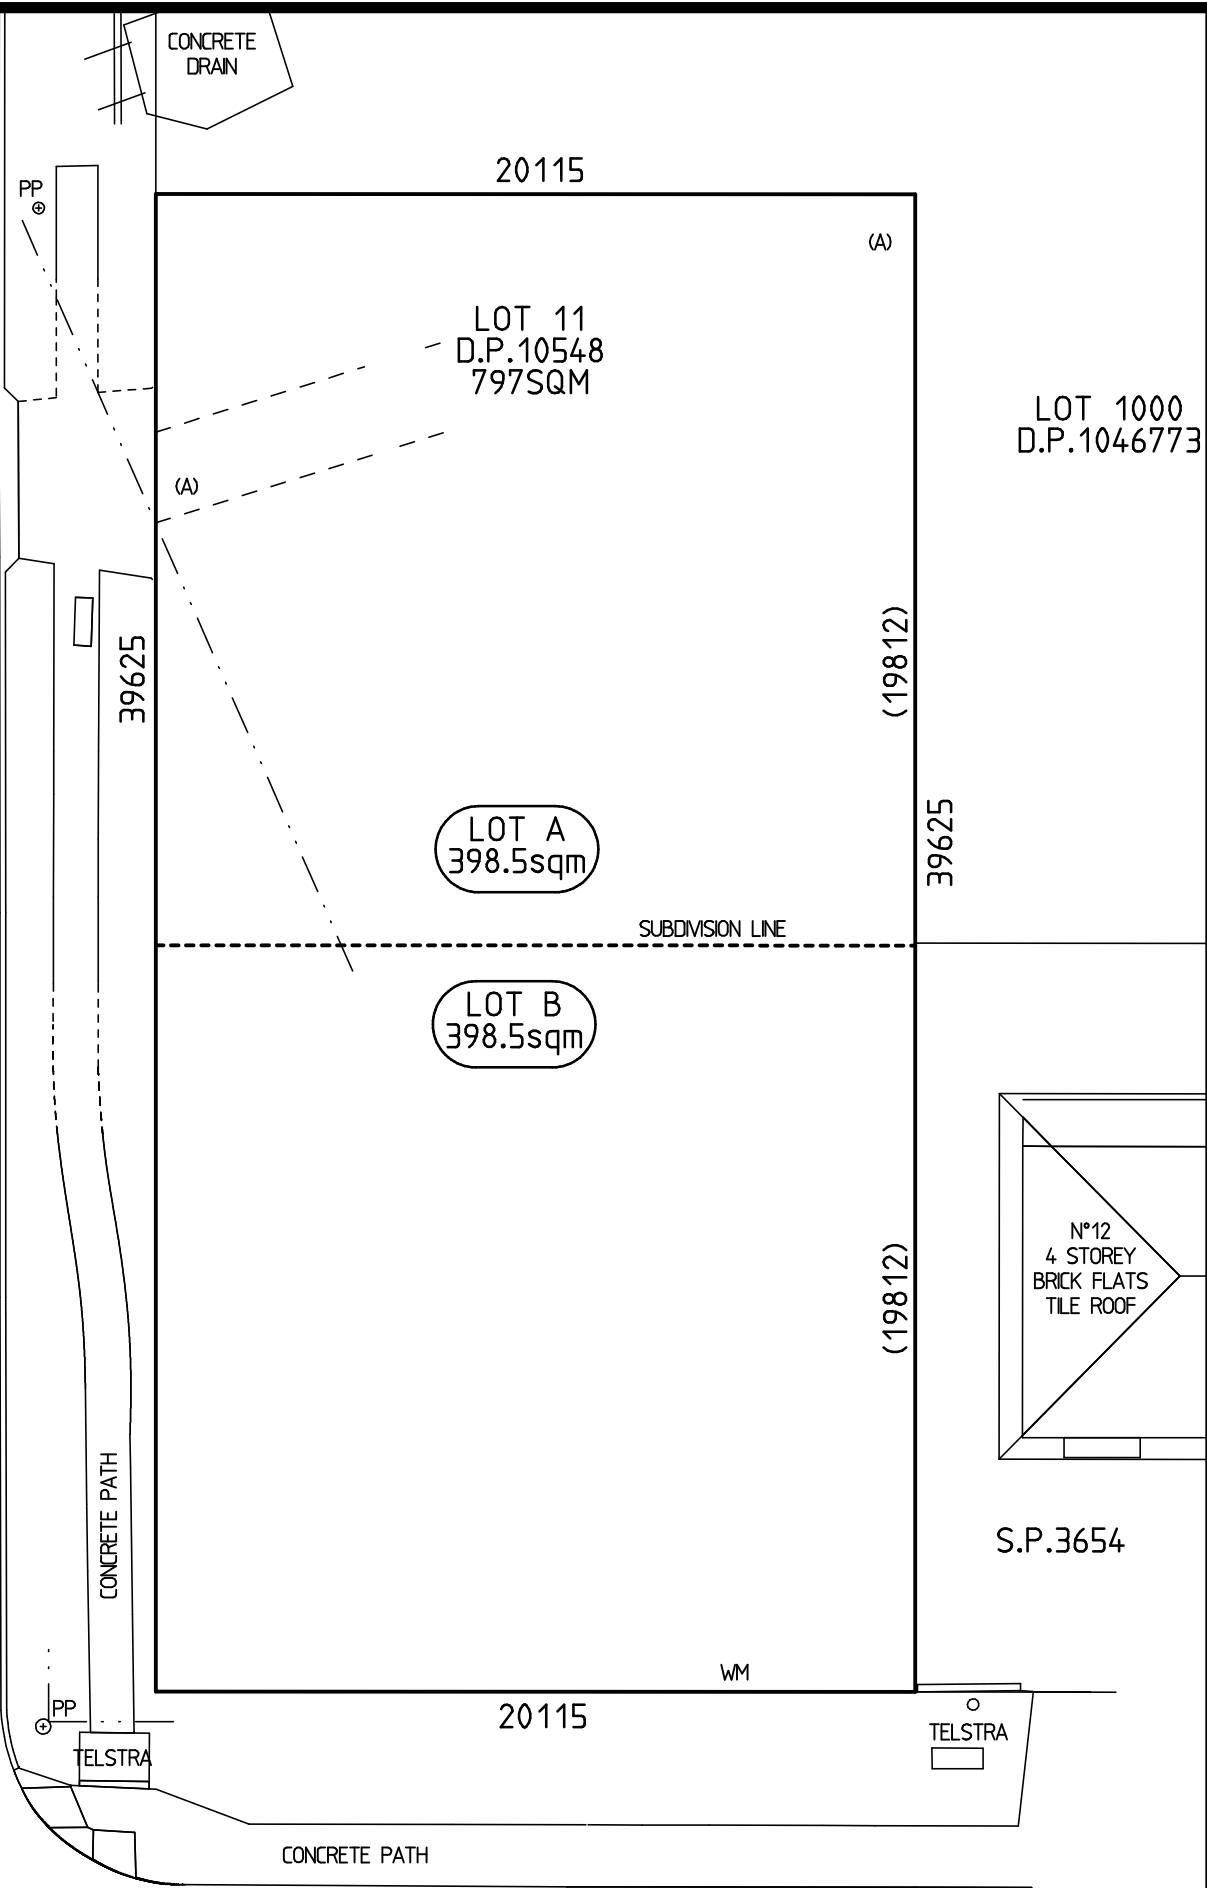 CONCRETE
DRAIN
20115
PP
(A)
LOT 11
D.P.10548
797SQM
LOT 1000
D.P.1046773
(A)
39625
(19812)
LOT A
398.5sqm
39625
SUBDIVISION LINE
LOT B
398.5sqm
N°12
4 STOREY
BRICK FLATS
TILE ROOF
(19812)
CONCRETE PATH
S.P.3654
WM
PP
20115
TELSTRA
TELSTRA
CONCRETE PATH